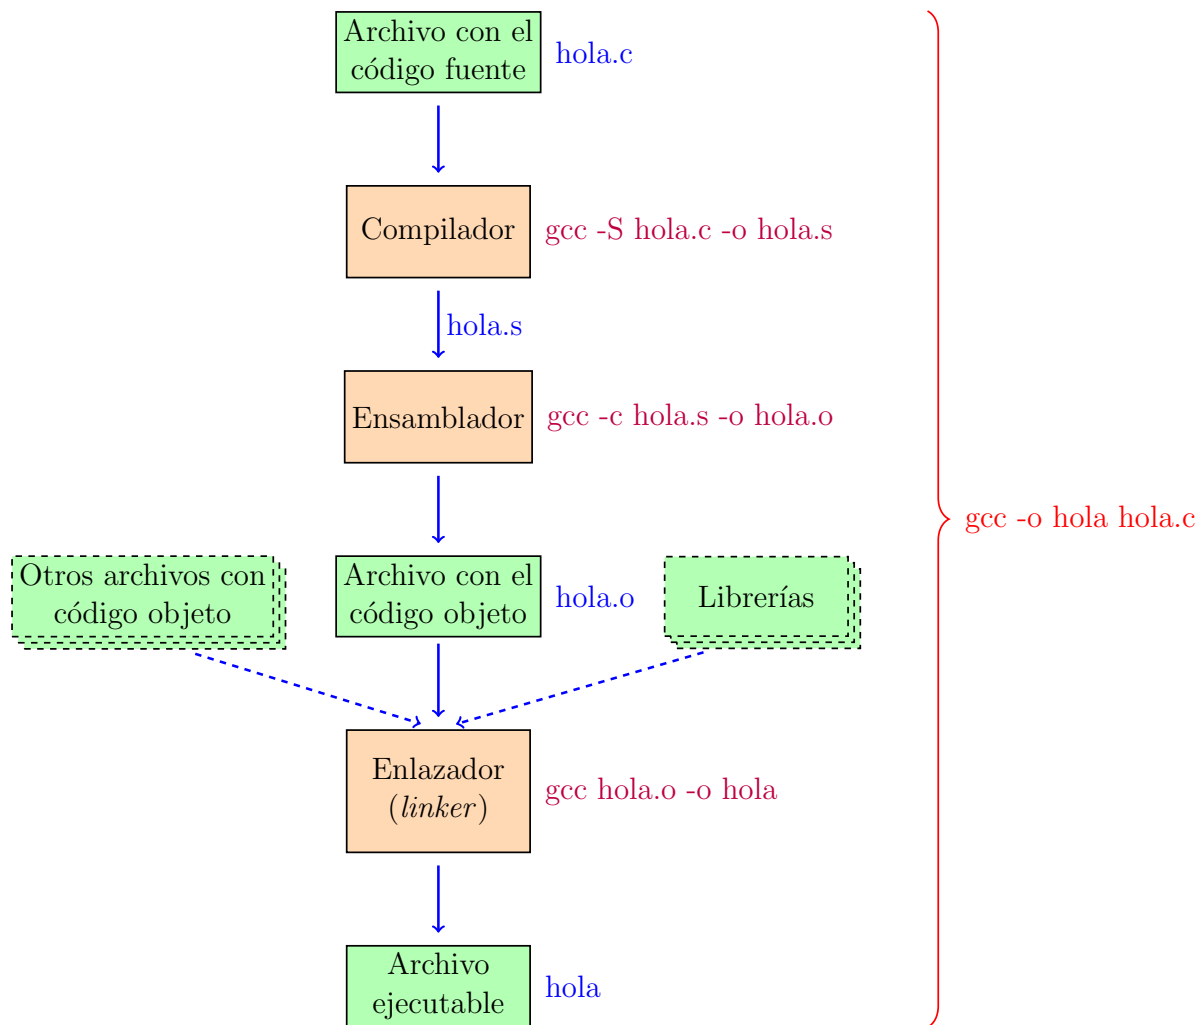 Archivo con el
código fuente
hola.c
Compilador
gcc -S hola.c -o hola.s
hola.s
Ensamblador
gcc -c hola.s -o hola.o
gcc -o hola hola.c
Otros archivos con
código objeto
Archivo con el
código objeto
hola.o
Librerías
Enlazador
(linker)
gcc hola.o -o hola
Archivo
ejecutable
hola